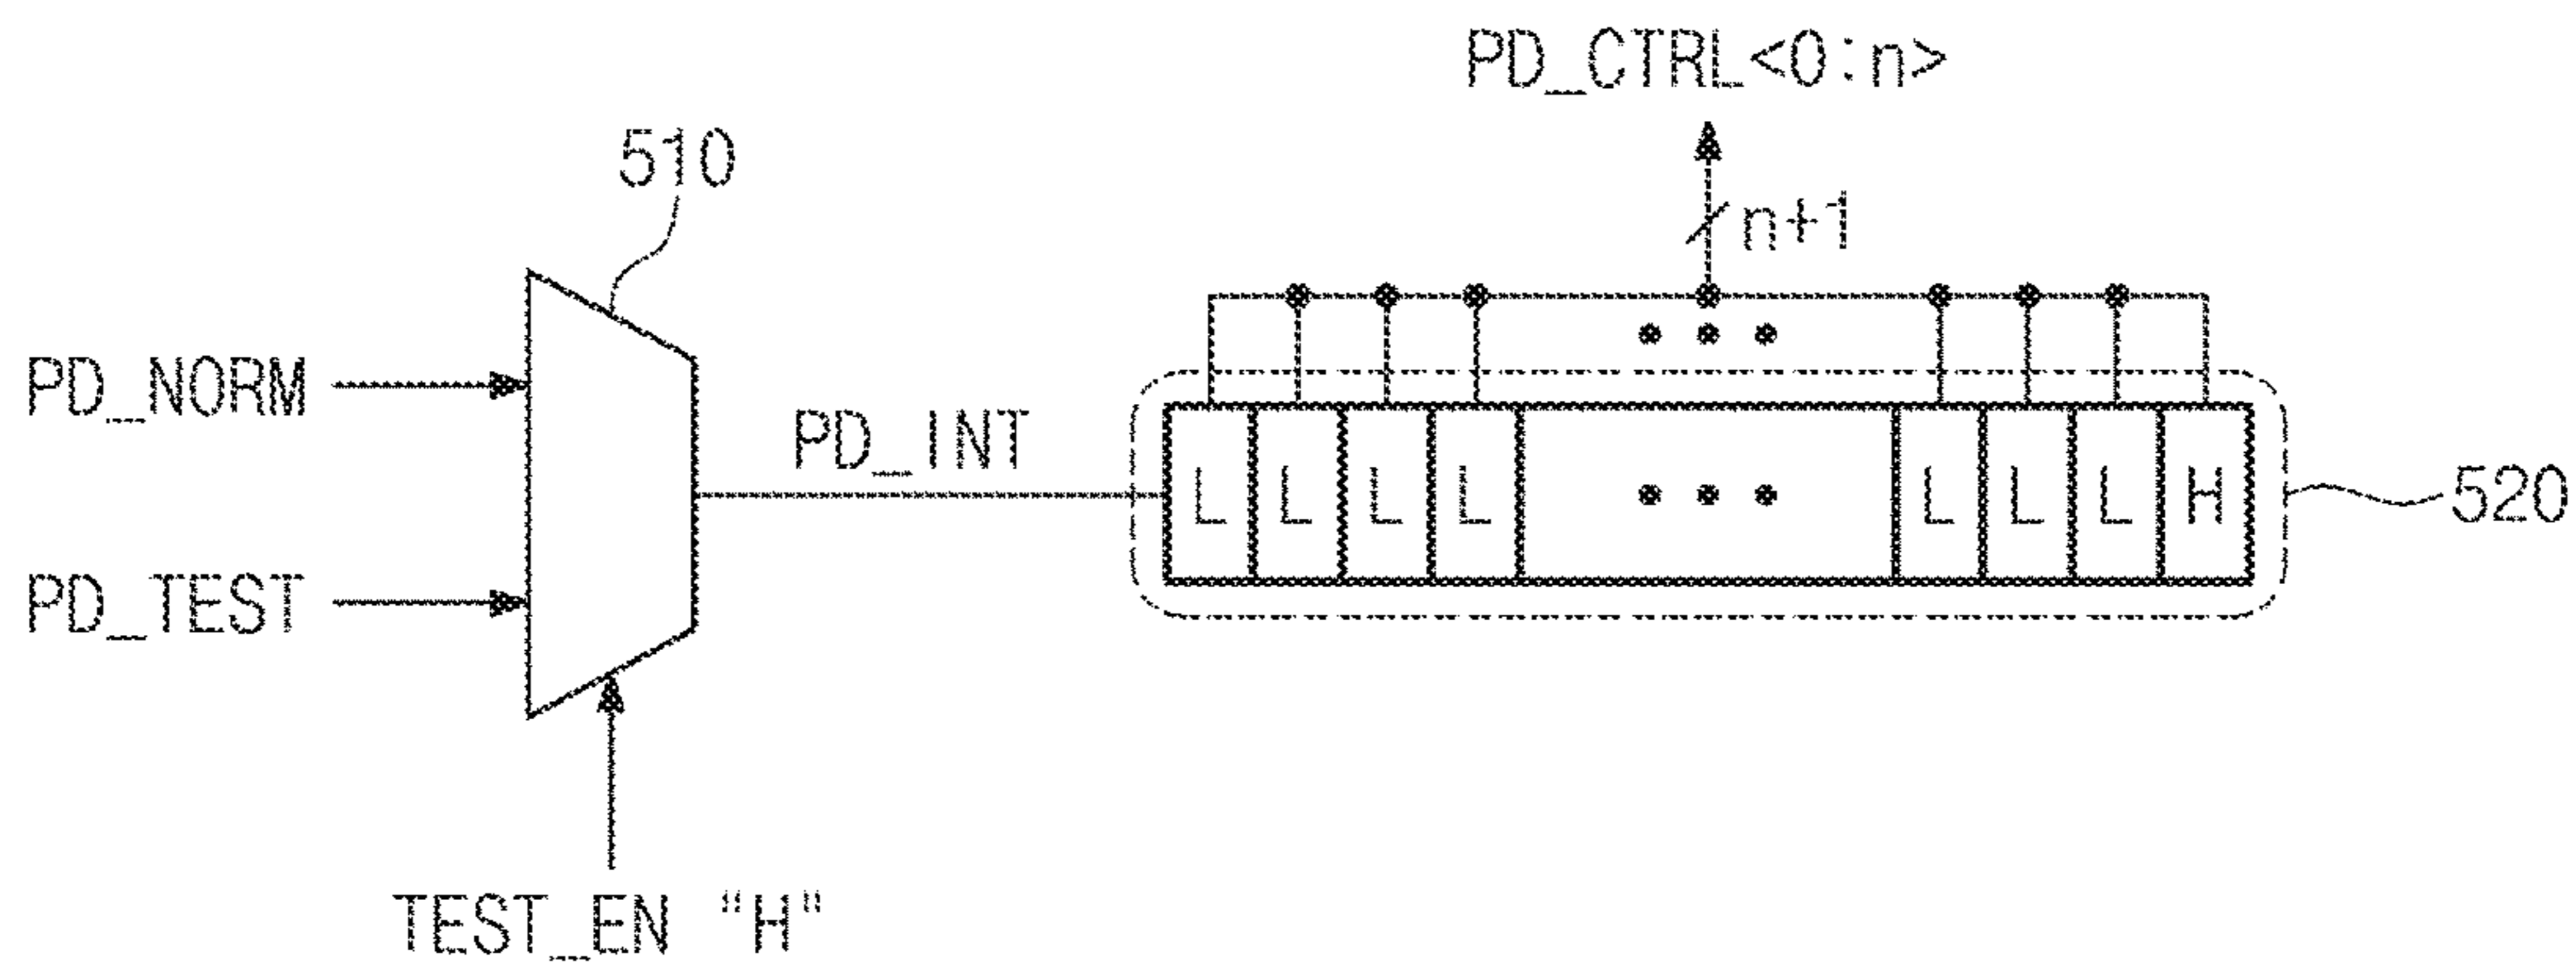 PD_CTRL<0:n>
510
n+1
PD_NORM
PD_INT
L L L L L L L H
520
PD_TEST
TEST_EN "H"